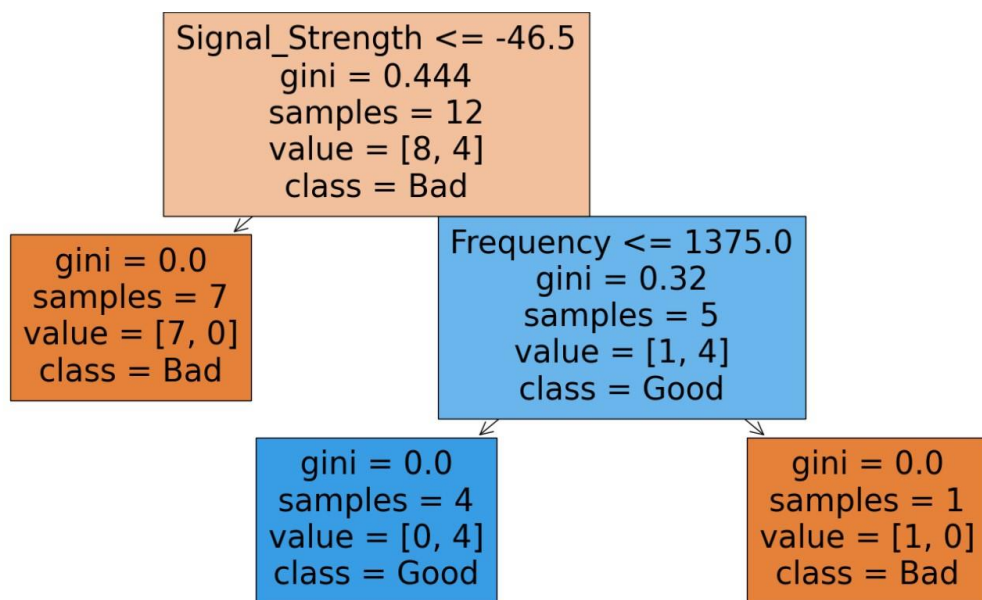 Signal_Strength <= -46.5
gini = 0.444
samples = 12
value = [8, 4]
class = Bad
gini = 0.0
samples = 7
value = [7, 0]
class = Bad
Frequency <= 1375.0
gini = 0.32
samples = 5
value = [1, 4]
class = Good
gini = 0.0
samples = 4
value = [0, 4]
class = Good
gini = 0.0
samples = 1
value = [1, 0]
class = Bad